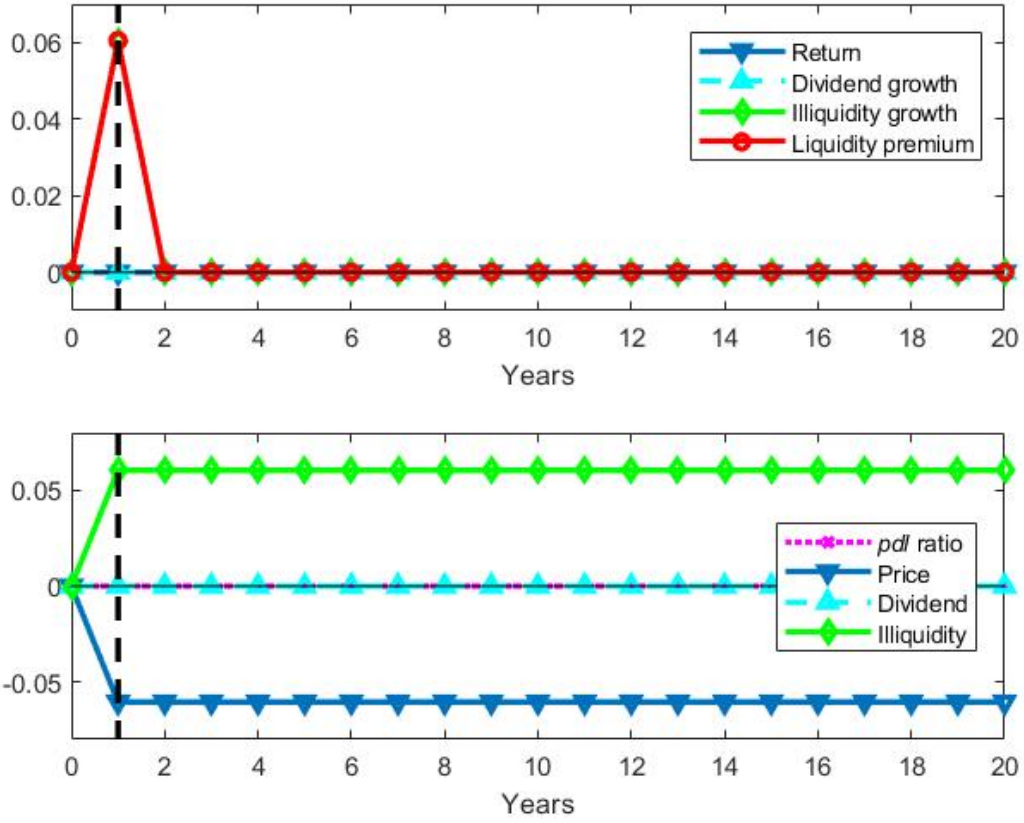 0.06
0.04
0.02
0
Return
Dividend growth
Illiquidity growth
Liquidity premium
0 2 4 6 8 10 12 14 16 18 20
Years
0.05
0
-0.05
pdl ratio
Price
Dividend
Illiquidity
0 2 4 6 8 10 12 14 16 18 20
Years